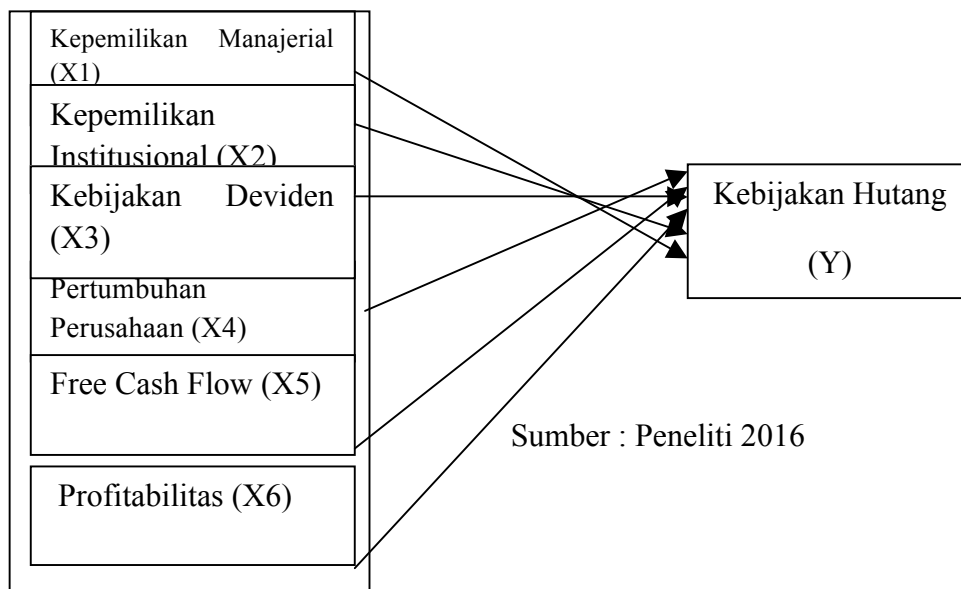 Kepemilikan Manajerial
(X1)
Kepemilikan
Institusional (X2)
Kebijakan Deviden
(X3)
Pertumbuhan
Perusahaan (X4)
Free Cash Flow (X5)
Profitabilitas (X6)
Kebijakan Hutang
(Y)
Sumber : Peneliti 2016